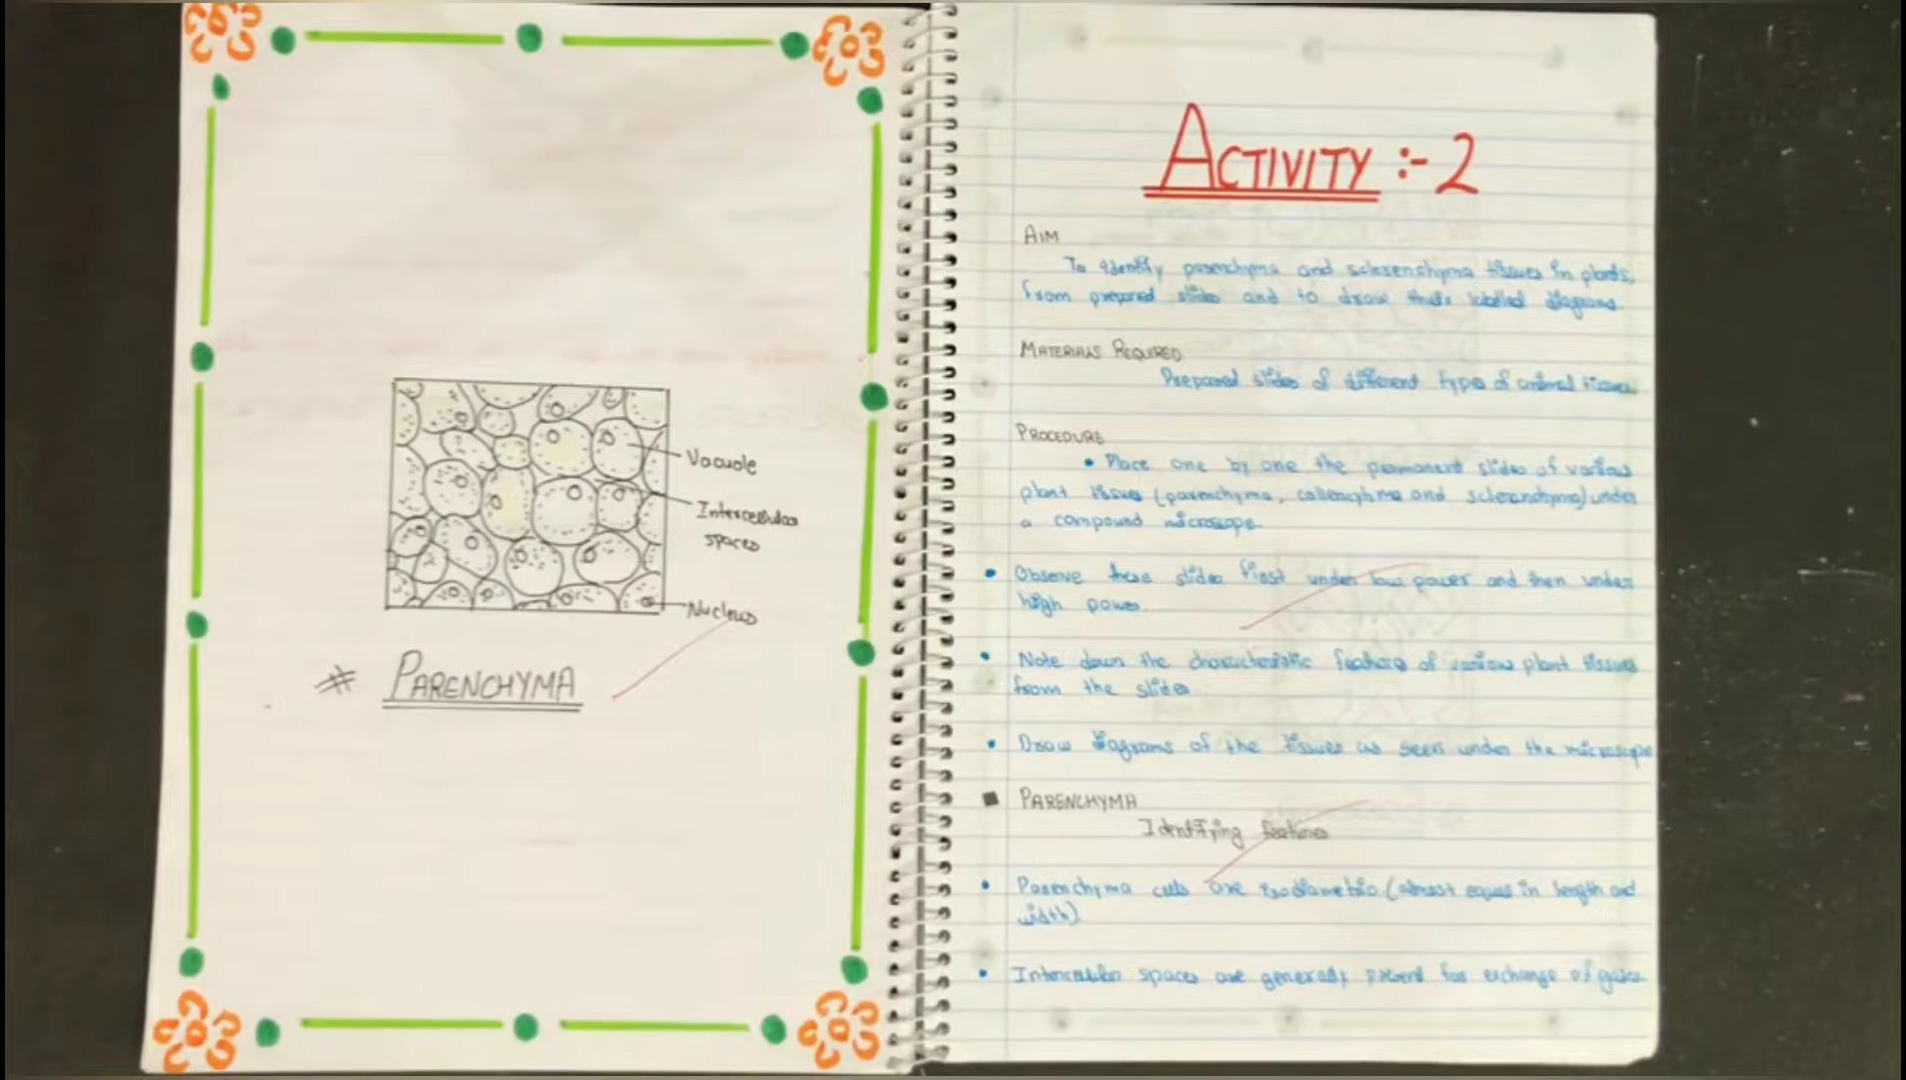 Vacuole
Intercellular
spaces
Nucleus
# PARENCHYMA
ACTIVITY :- 2
AIM
To identify parenchyma and sclerenchyma tissues in plants,
from prepared slides and to draw their labelled diagrams.
MATERIALS REQUIRED
Prepared slides of different type of animal tissues.
PROCEDURE
• Place one by one the permanent slides of various
plant tissues (parenchyma, collenchyma and sclerenchyma) under
a compound microscope.
• Observe these slides first under low power and then under
high power.
• Note down the characteristic feature of various plant tissues
from the slides
• Draw diagrams of the tissues as seen under the microscope
■ PARENCHYMA
Identifying features
• Parenchyma cells are isodiametric (almost equal in length and
width).
• Intercellular spaces are generally present for exchange of gases.